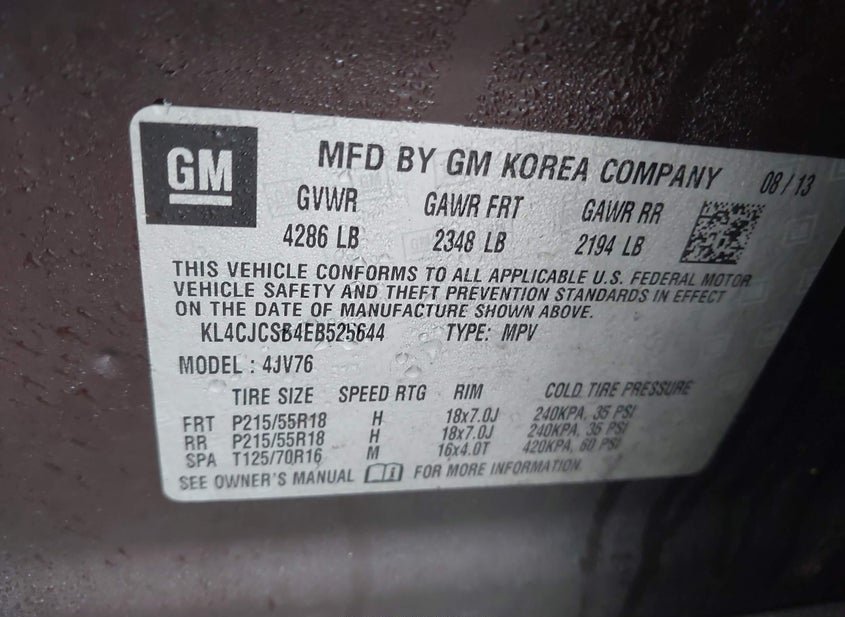 GM
MFD BY GM KOREA COMPANY 08/13
GVWR GAWR FRT GAWR RR
4286 LB 2348 LB 2194 LB
THIS VEHICLE CONFORMS TO ALL APPLICABLE U.S. FEDERAL MOTOR
VEHICLE SAFETY AND THEFT PREVENTION STANDARDS IN EFFECT
ON THE DATE OF MANUFACTURE SHOWN ABOVE.
KL4CJCSB4EB525644 TYPE: MPV
MODEL : 4JV76
TIRE SIZE SPEED RTG RIM COLD TIRE PRESSURE
FRT P215/55R18 H 18x7.0J 240KPA, 35 PSI
RR P215/55R18 H 18x7.0J 240KPA, 35 PSI
SPA T125/70R16 M 16x4.0T 420KPA, 60 PSI
SEE OWNER'S MANUAL FOR MORE INFORMATION